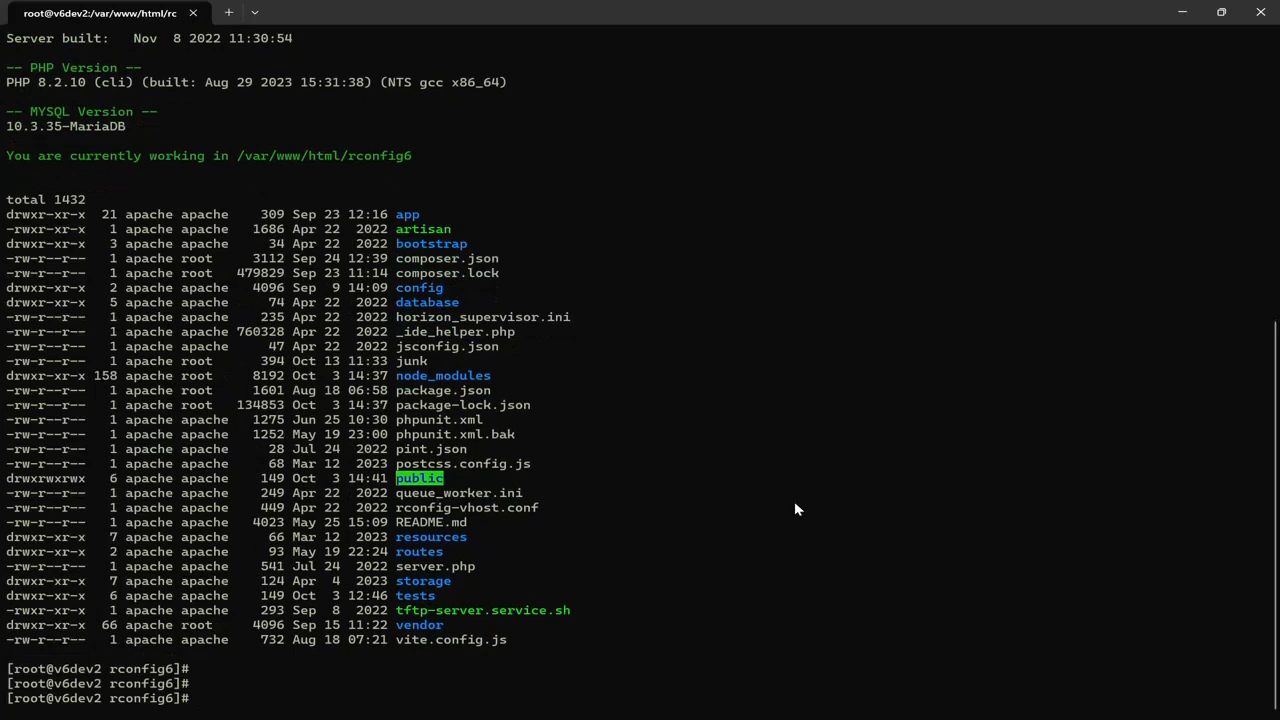 root@v6dev2:/var/www/html/rc
Server built:   Nov  8 2022 11:30:54
-- PHP Version --
PHP 8.2.10 (cli) (built: Aug 29 2023 15:31:38) (NTS gcc x86_64)
-- MYSQL Version --
10.3.35-MariaDB
You are currently working in /var/www/html/rconfig6
total 1432
drwxr-xr-x  21 apache apache    309 Sep 23 12:16 app
-rwxr-xr-x   1 apache apache   1686 Apr 22  2022 artisan
drwxr-xr-x   3 apache apache     34 Apr 22  2022 bootstrap
-rw-r--r--   1 apache root     3112 Sep 24 12:39 composer.json
-rw-r--r--   1 apache root   479829 Sep 23 11:14 composer.lock
drwxr-xr-x   2 apache apache   4096 Sep  9 14:09 config
drwxr-xr-x   5 apache apache     74 Apr 22  2022 database
-rw-r--r--   1 apache apache    235 Apr 22  2022 horizon_supervisor.ini
-rw-r--r--   1 apache apache 760328 Apr 22  2022 _ide_helper.php
-rw-r--r--   1 apache apache     47 Apr 22  2022 jsconfig.json
-rw-r--r--   1 apache root      394 Oct 13 11:33 junk
drwxr-xr-x 158 apache root     8192 Oct  3 14:37 node_modules
-rw-r--r--   1 apache root     1601 Aug 18 06:58 package.json
-rw-r--r--   1 apache root   134853 Oct  3 14:37 package-lock.json
-rw-r--r--   1 apache apache   1275 Jun 25 10:30 phpunit.xml
-rw-r--r--   1 apache apache   1252 May 19 23:00 phpunit.xml.bak
-rw-r--r--   1 apache apache     28 Jul 24  2022 pint.json
-rw-r--r--   1 apache apache     68 Mar 12  2023 postcss.config.js
drwxrwxrwx   6 apache apache    149 Oct  3 14:41 public
-rw-r--r--   1 apache apache    249 Apr 22  2022 queue_worker.ini
-rw-r--r--   1 apache apache    449 Apr 22  2022 rconfig-vhost.conf
-rw-r--r--   1 apache apache   4023 May 25 15:09 README.md
drwxr-xr-x   7 apache apache     66 Mar 12  2023 resources
drwxr-xr-x   2 apache apache     93 May 19 22:24 routes
-rw-r--r--   1 apache apache    541 Jul 24  2022 server.php
drwxr-xr-x   7 apache apache    124 Apr  4  2023 storage
drwxr-xr-x   6 apache apache    149 Oct  3 12:46 tests
-rwxr-xr-x   1 apache apache    293 Sep  8  2022 tftp-server.service.sh
drwxr-xr-x  66 apache root     4096 Sep 15 11:22 vendor
-rw-r--r--   1 apache apache    732 Aug 18 07:21 vite.config.js
[root@v6dev2 rconfig6]#
[root@v6dev2 rconfig6]#
[root@v6dev2 rconfig6]#